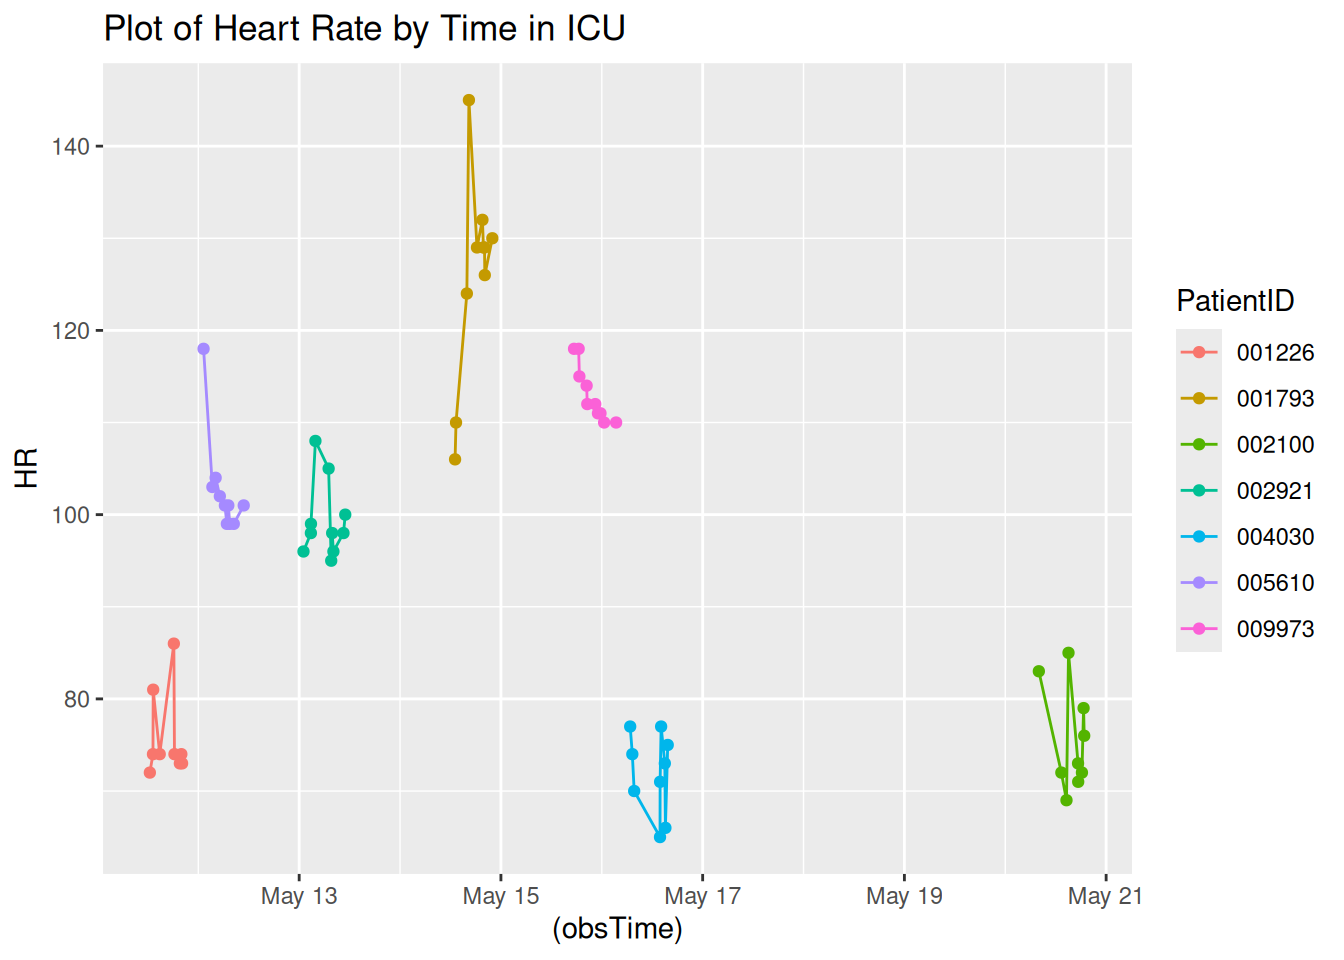 Plot of Heart Rate by Time in ICU
140
120
100
80
HR
May 13
May 15
May 17
May 19
May 21
(obsTime)
PatientID
001226
001793
002100
002921
004030
005610
009973